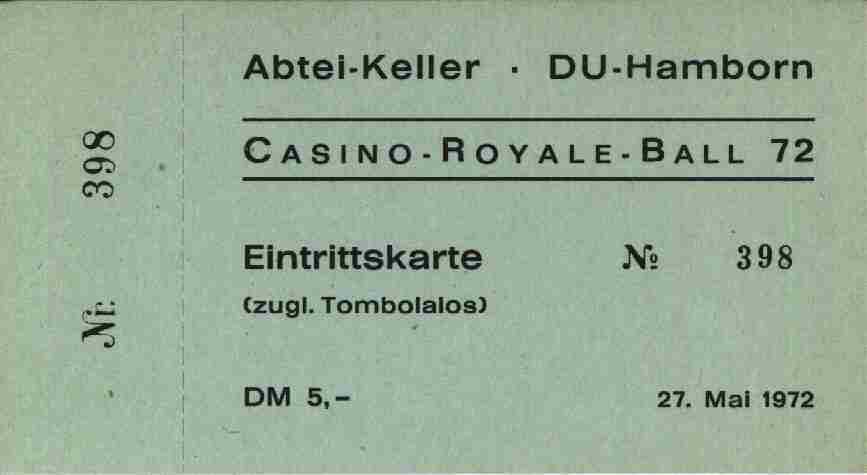 Nr. 398
Abtei-Keller · DU-Hamborn
CASINO-ROYALE-BALL 72
Eintrittskarte № 398
(zugl. Tombolalos)
DM 5,– 27. Mai 1972